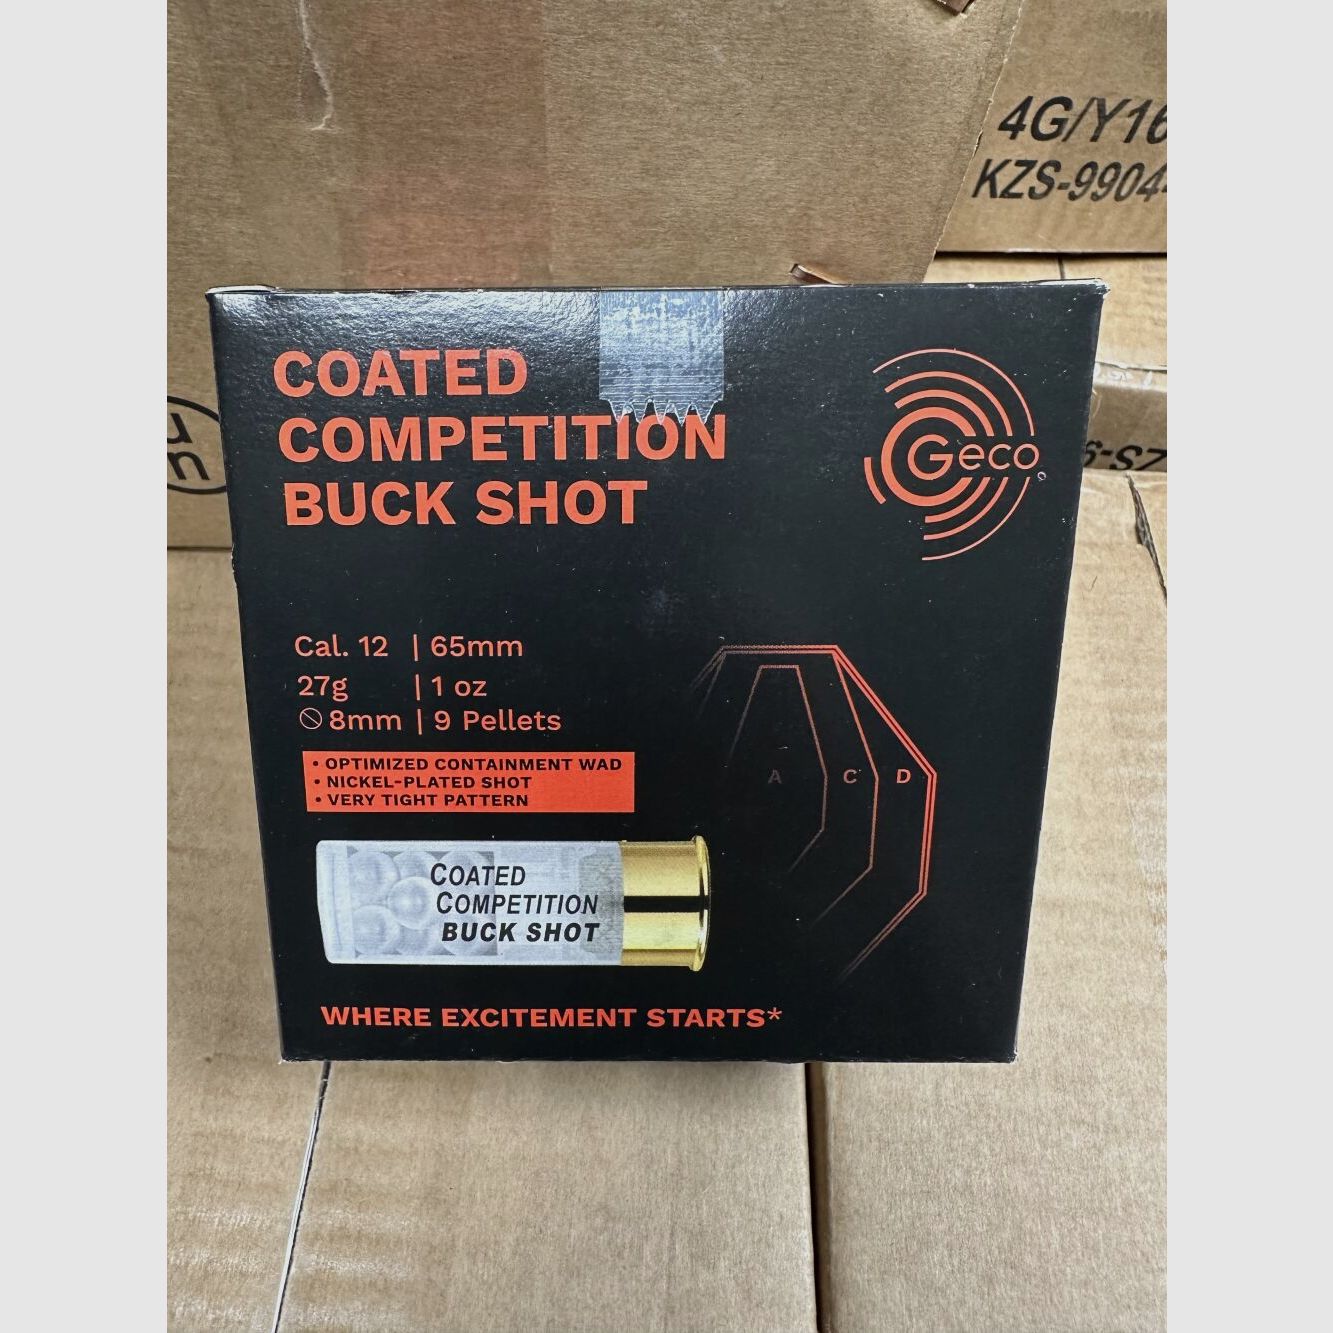 4G/Y16
KZS-9904
COATED
COMPETITION
BUCK SHOT
Geco
Cal. 12 | 65mm
27g | 1 oz
8mm | 9 Pellets
• OPTIMIZED CONTAINMENT WAD
• NICKEL-PLATED SHOT
• VERY TIGHT PATTERN
A C D
COATED
COMPETITION
BUCK SHOT
WHERE EXCITEMENT STARTS*